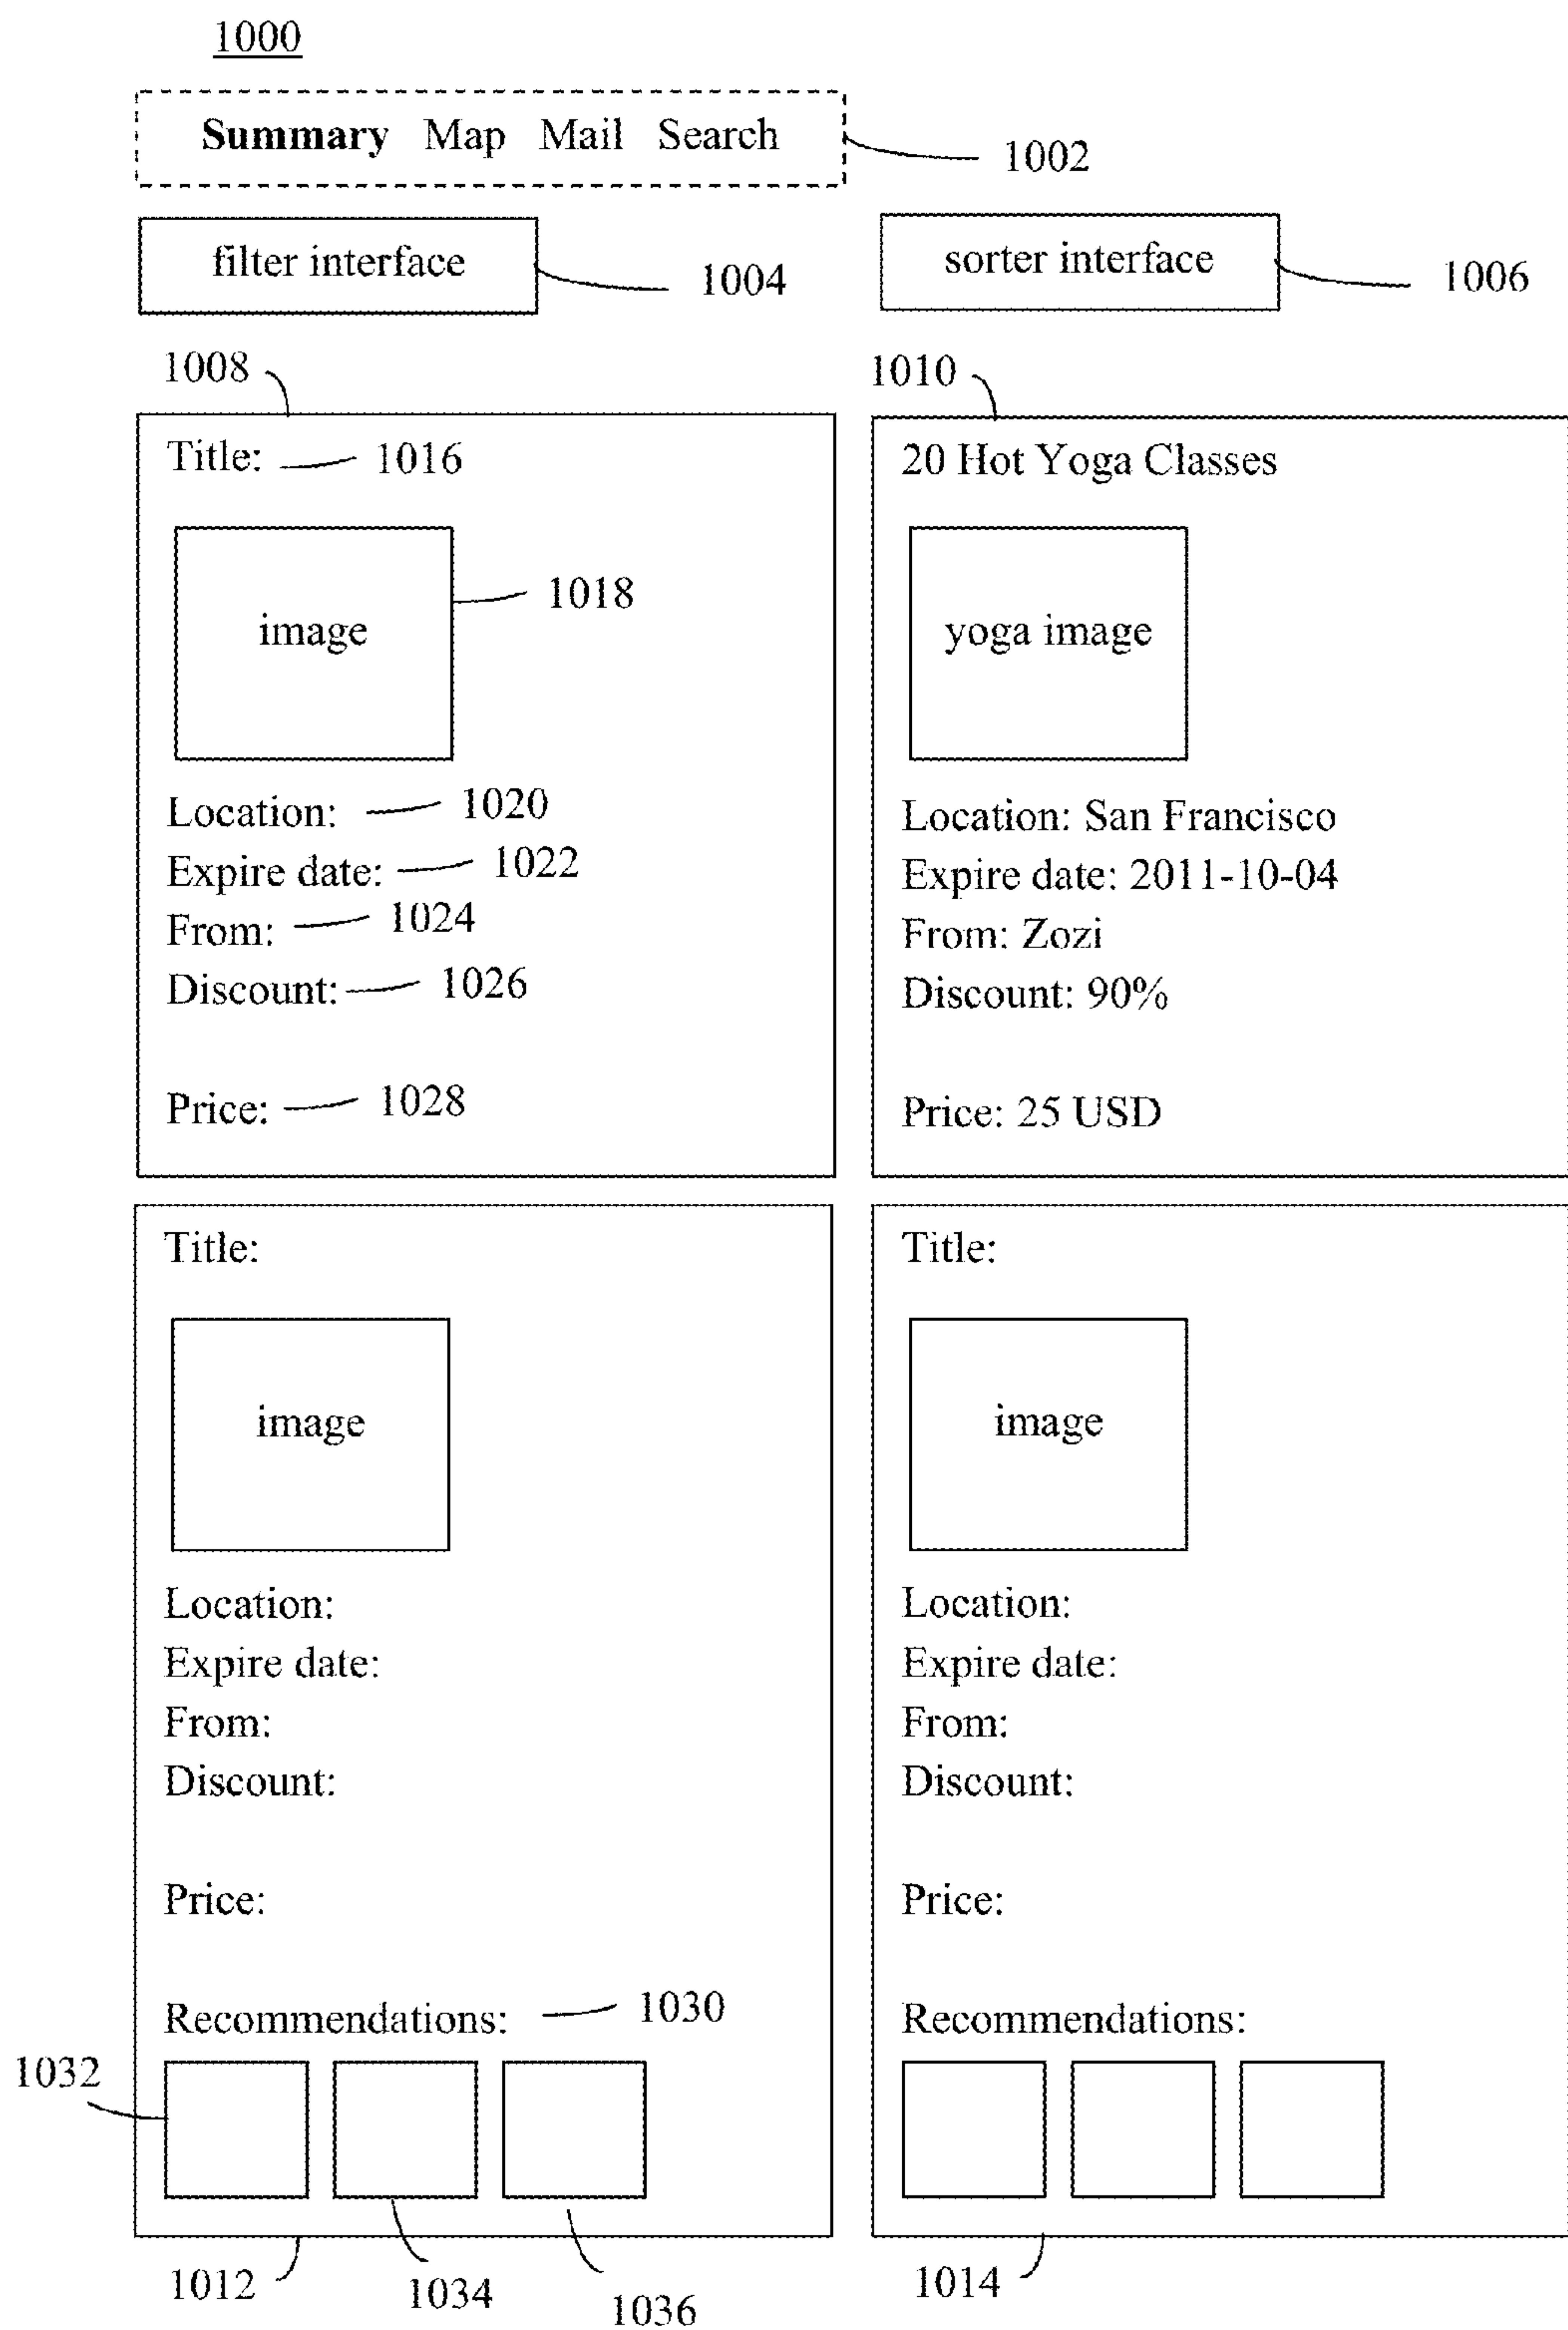 1000
Summary Map Mail Search
1002
filter interface
1004
sorter interface
1006
1008
Title: 1016
image
1018
Location: 1020
Expire date: 1022
From: 1024
Discount: 1026
Price: 1028
1010
20 Hot Yoga Classes
yoga image
Location: San Francisco
Expire date: 2011-10-04
From: Zozi
Discount: 90%
Price: 25 USD
Title:
image
Location:
Expire date:
From:
Discount:
Price:
Recommendations: 1030
1032
1012
1034
1036
Title:
image
Location:
Expire date:
From:
Discount:
Price:
Recommendations:
1014